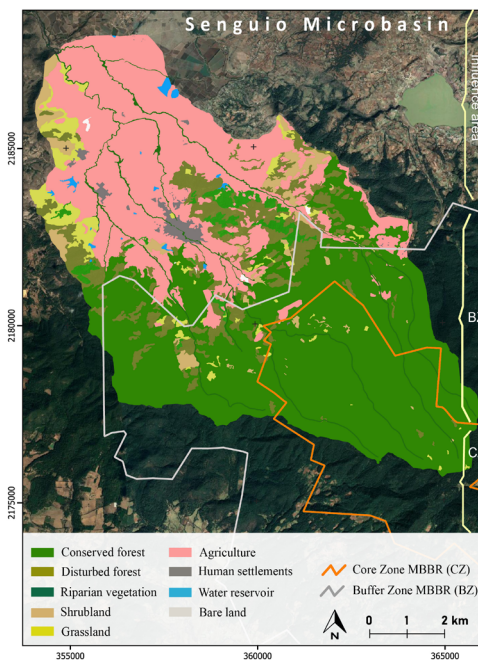 Senguio Microbasin
Influence area
2185000
BZ
2180000
C
2175000
Conserved forest
Disturbed forest
Riparian vegetation
Shrubland
Grassland
Agriculture
Human settlements
Water reservoir
Bare land
Core Zone MBBR (CZ)
Buffer Zone MBBR (BZ)
N
0 1 2 km
355000 360000 365000